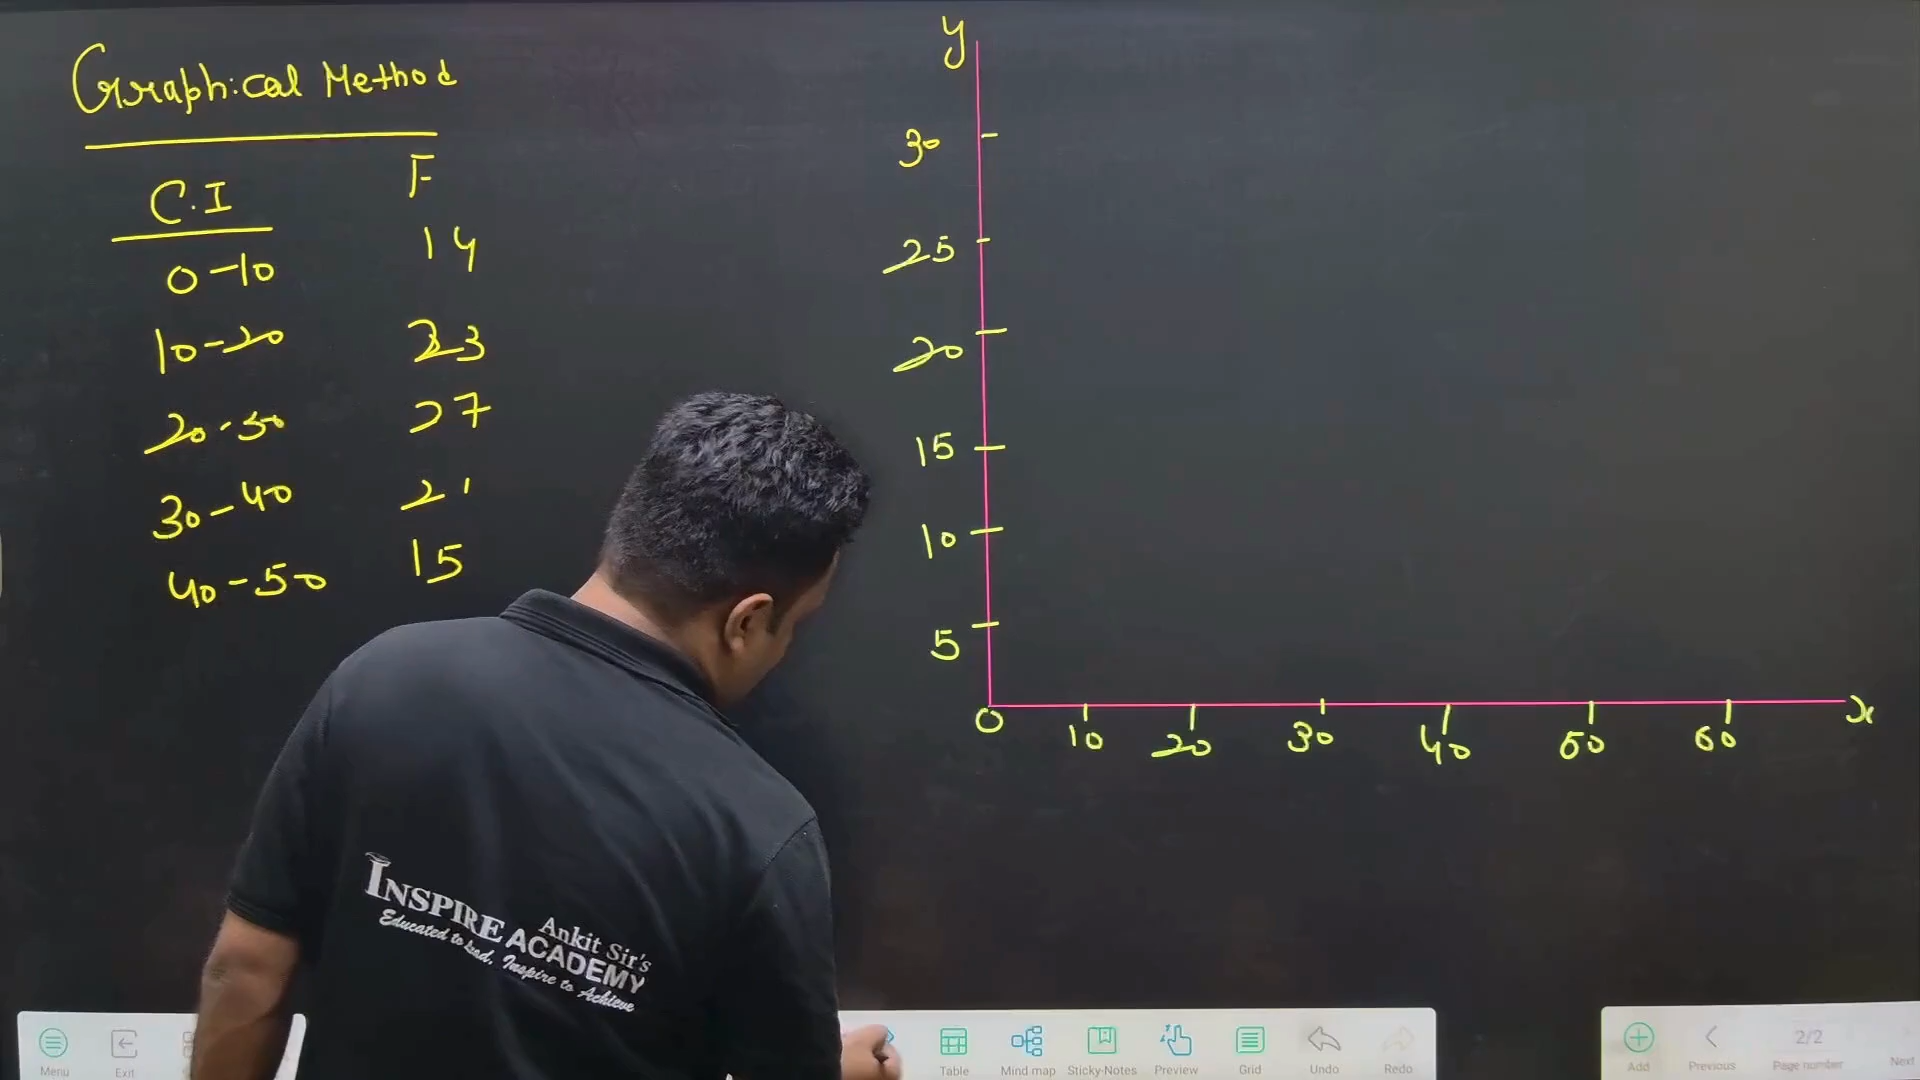 Graphical Method
C.I F
0-10 14
10-20 23
20-30 27
30-40 21
40-50 15
y
30
25
20
15
10
5
0 10 20 30 40 50 60 x
INSPIRE ACADEMY
Ankit Sir's
Educated to Lead, Inspire to Achieve
Menu Exit Table Mind map Sticky-Notes Preview Grid Undo Redo
Add Previous 2/2 Page number Next